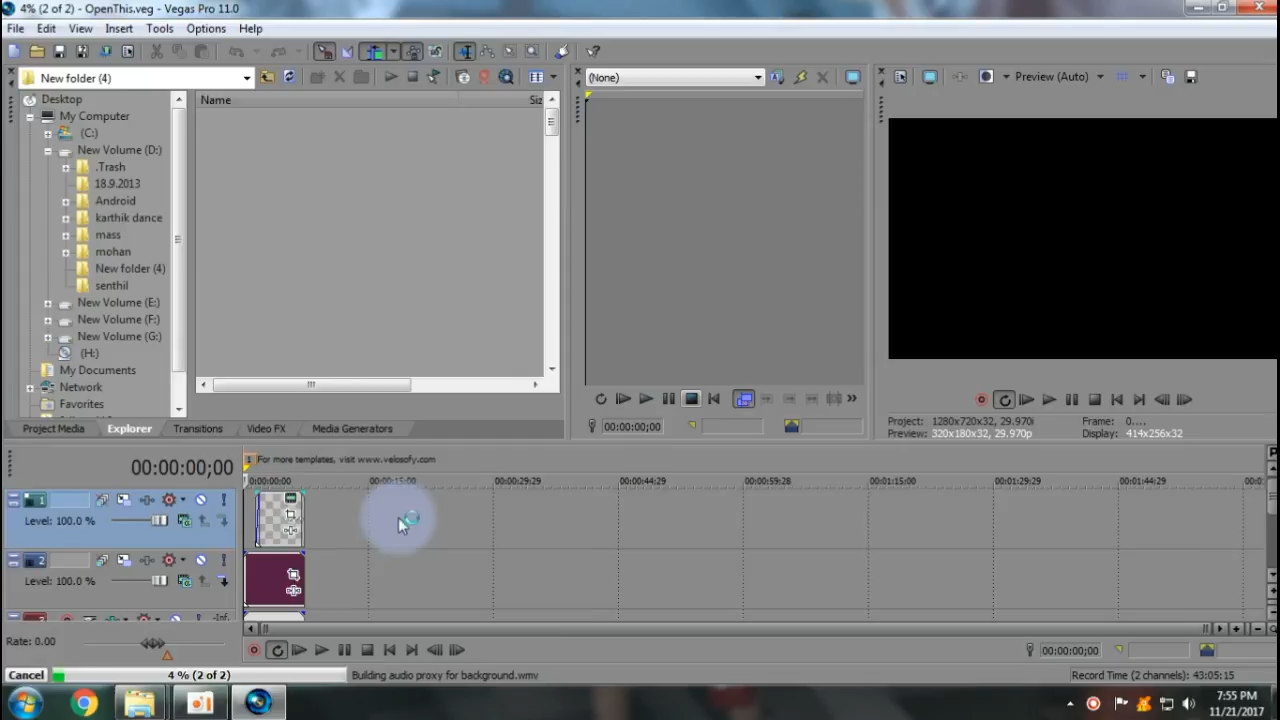 4% (2 of 2) - OpenThis.veg - Vegas Pro 11.0
File Edit View Insert Tools Options Help
New folder (4)
(None)
Preview (Auto)
Desktop
My Computer
(C:)
New Volume (D:)
.Trash
18.9.2013
Android
karthik dance
mass
mohan
New folder (4)
senthil
New Volume (E:)
New Volume (F:)
New Volume (G:)
(H:)
My Documents
Network
Favorites
Name Siz
00:00:00;00
Project: 1280x720x32, 29.970i
Frame: 0....
Preview: 320x180x32, 29.970p
Display: 414x256x32
Project Media Explorer Transitions Video FX Media Generators
00:00:00;00
1 For more templates, visit www.velosofy.com
0:00:00:00 00:00:15:00 00:00:29:29 00:00:44:29 00:00:59:28 00:01:15:00 00:01:29:29 00:01:44:29
1
Level: 100.0 %
2
Level: 100.0 %
-Inf.
Rate: 0.00
00:00:00;00
Cancel 4 % (2 of 2) Building audio proxy for background.wmv
Record Time (2 channels): 43:05:15
7:55 PM
11/21/2017